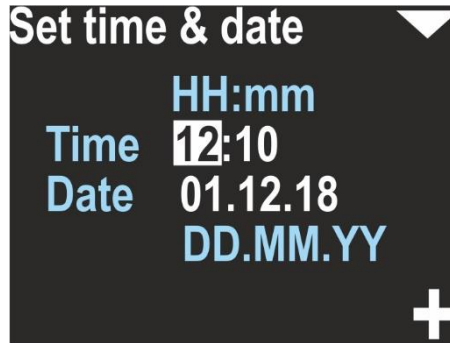 Set time & date
HH:mm
Time 12:10
Date 01.12.18
DD.MM.YY
+